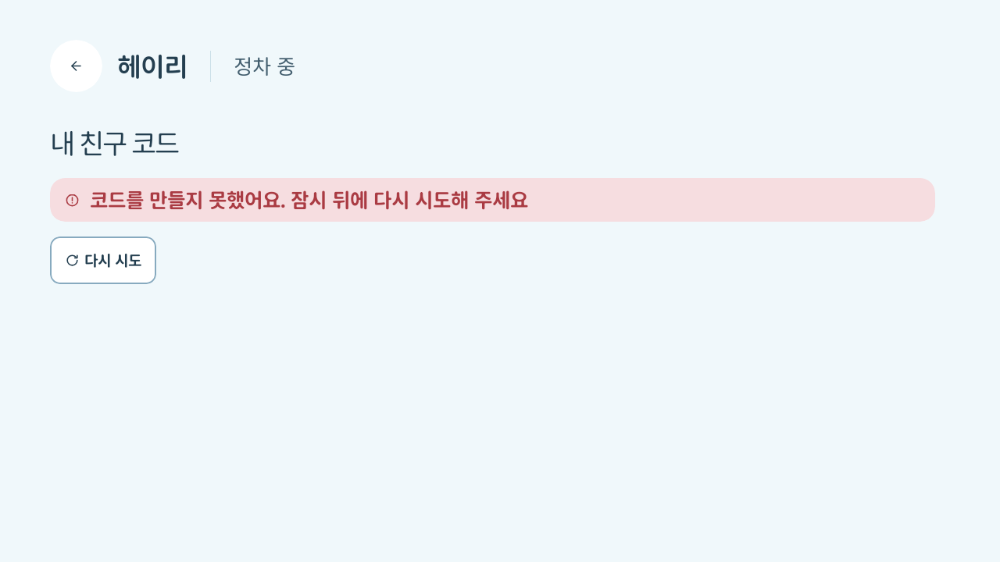 헤이리
정차 중
내 친구 코드
코드를 만들지 못했어요. 잠시 뒤에 다시 시도해 주세요
다시 시도